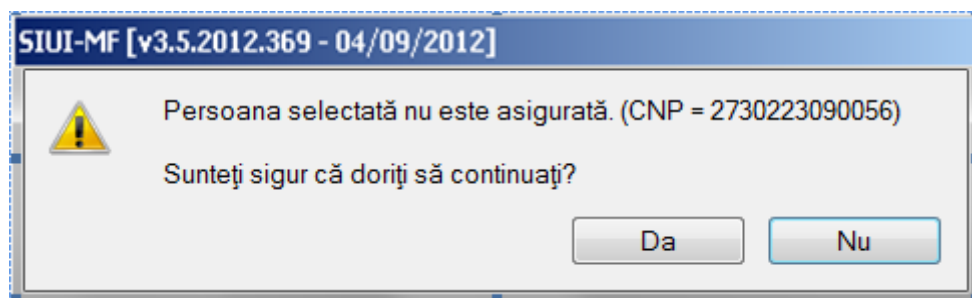 SIUI-MF [v3.5.2012.369 - 04/09/2012]
Persoana selectată nu este asigurată. (CNP = 2730223090056)
Sunteţi sigur că doriţi să continuaţi?
Da
Nu